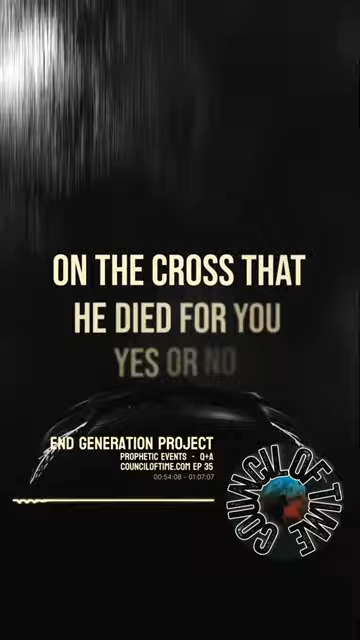 ON THE CROSS THAT
HE DIED FOR YOU
YES OR NO
END GENERATION PROJECT
PROPHETIC EVENTS - Q+A
COUNCILOFTIME.COM EP 35
00:54:08 - 01:07:07
COUNCIL OF TIME